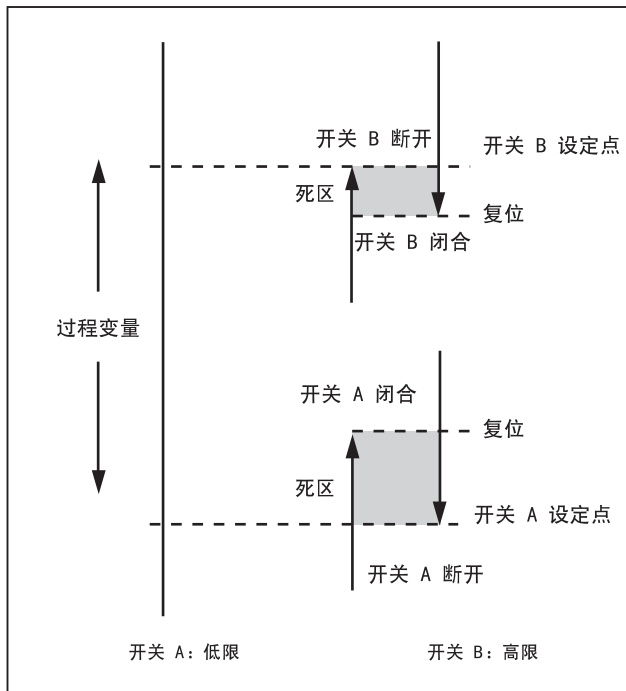 开关 B 断开
开关 B 设定点
死区
复位
开关 B 闭合
过程变量
开关 A 闭合
复位
死区
开关 A 设定点
开关 A 断开
开关 A: 低限
开关 B: 高限